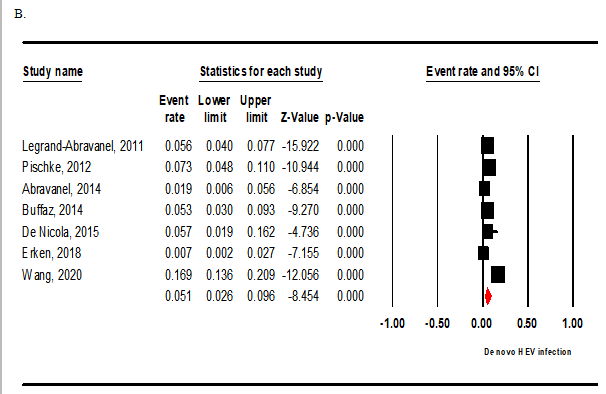 B.
Study name Statistics for each study Event rate and 95% CI
Event Lower Upper
rate limit limit Z-Value p-Value
Legrand-Abravanel, 2011 0.056 0.040 0.077 -15.922 0.000
Pischke, 2012 0.073 0.048 0.110 -10.944 0.000
Abravanel, 2014 0.019 0.006 0.056 -6.854 0.000
Buffaz, 2014 0.053 0.030 0.093 -9.270 0.000
De Nicola, 2015 0.057 0.019 0.162 -4.736 0.000
Erken, 2018 0.007 0.002 0.027 -7.155 0.000
Wang, 2020 0.169 0.136 0.209 -12.056 0.000
0.051 0.026 0.096 -8.454 0.000
-1.00 -0.50 0.00 0.50 1.00
De novo HEV infection